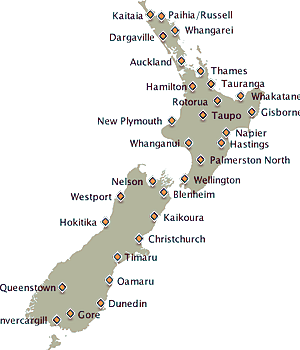 Kaitaia
Paihia/Russell
Whangarei
Dargaville
Auckland
Thames
Hamilton
Tauranga
Whakatane
Rotorua
Gisborne
New Plymouth
Taupo
Napier
Whanganui
Hastings
Palmerston North
Nelson
Wellington
Westport
Blenheim
Hokitika
Kaikoura
Christchurch
Timaru
Queenstown
Oamaru
Dunedin
nvercargill
Gore